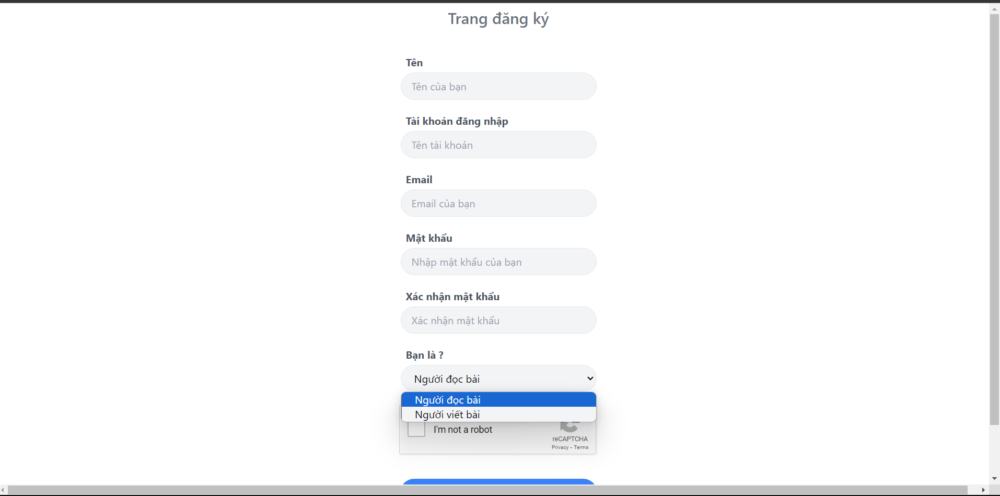 Trang đăng ký
Tên
Tên của bạn
Tài khoản đăng nhập
Tên tài khoản
Email
Email của bạn
Mật khẩu
Nhập mật khẩu của bạn
Xác nhận mật khẩu
Xác nhận mật khẩu
Bạn là ?
Người đọc bài
Người đọc bài
Người viết bài
I'm not a robot
reCAPTCHA
Privacy - Terms